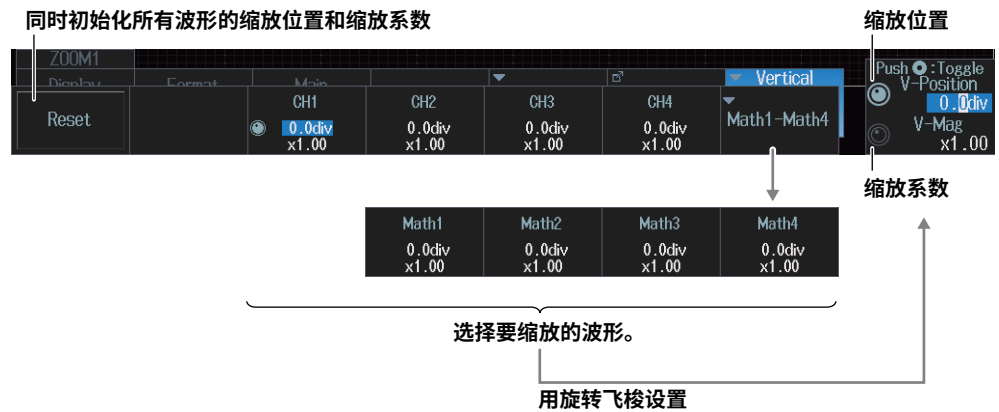 同时初始化所有波形的缩放位置和缩放系数
缩放位置
ZOOM1
Display Format Main Vertical
Push :Toggle
V-Position
0.0div
V-Mag
x1.00
Reset
CH1 CH2 CH3 CH4
0.0div 0.0div 0.0div 0.0div
x1.00 x1.00 x1.00 x1.00
Math1-Math4
缩放系数
Math1 Math2 Math3 Math4
0.0div 0.0div 0.0div 0.0div
x1.00 x1.00 x1.00 x1.00
选择要缩放的波形。
用旋转飞梭设置